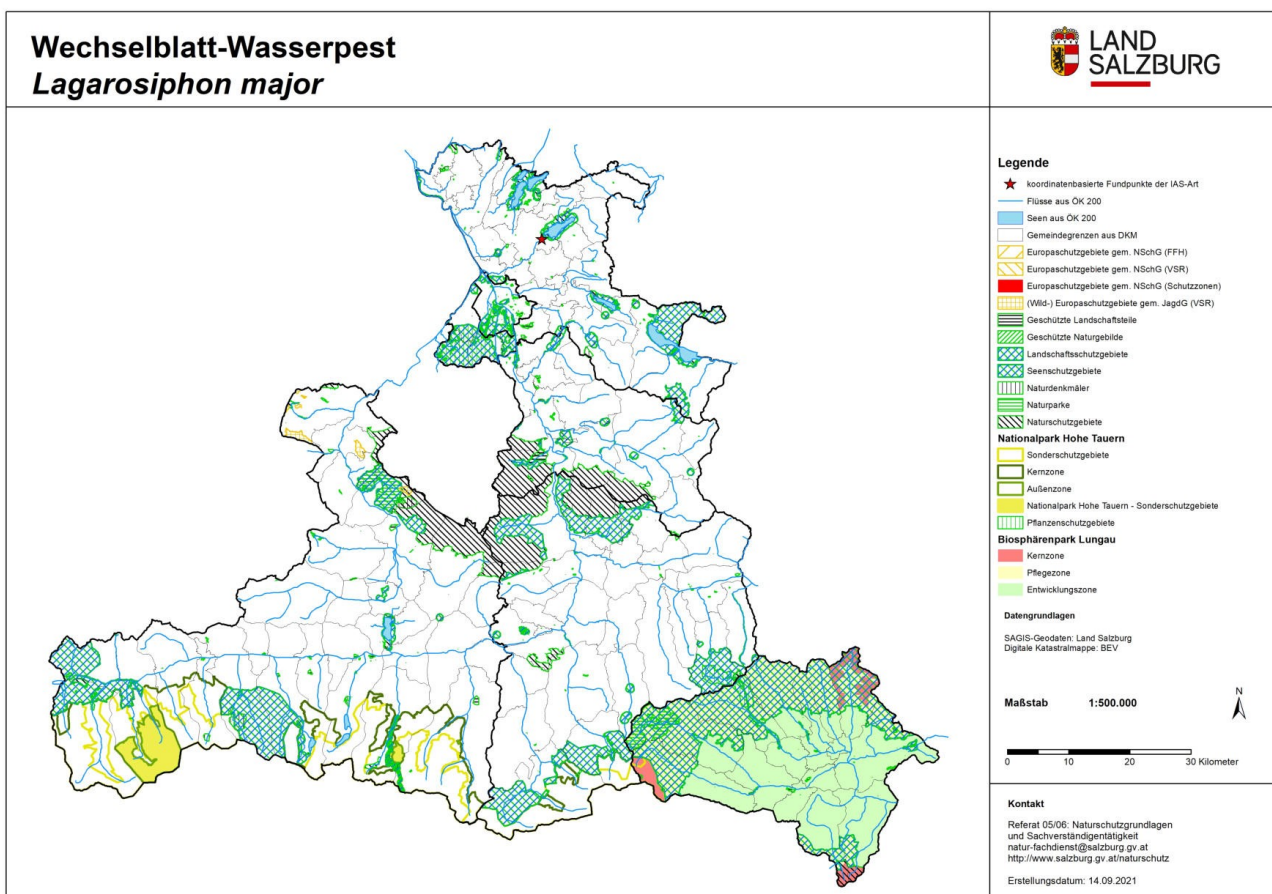 Wechselblatt-Wasserpest
Lagarosiphon major
LAND
SALZBURG
Legende
koordinatenbasierte Fundpunkte der IAS-Art
Flüsse aus ÖK 200
Seen aus ÖK 200
Gemeindegrenzen aus DKM
Europaschutzgebiete gem. NSchG (FFH)
Europaschutzgebiete gem. NSchG (VSR)
Europaschutzgebiete gem. NSchG (Schutzzonen)
(Wild-) Europaschutzgebiete gem. JagdG (VSR)
Geschützte Landschaftsteile
Geschützte Naturgebilde
Landschaftsschutzgebiete
Seenschutzgebiete
Naturdenkmäler
Naturparke
Naturschutzgebiete
Nationalpark Hohe Tauern
Sonderschutzgebiete
Kernzone
Außenzone
Nationalpark Hohe Tauern - Sonderschutzgebiete
Pflanzenschutzgebiete
Biosphärenpark Lungau
Kernzone
Pflegezone
Entwicklungszone
Datengrundlagen
SAGIS-Geodaten: Land Salzburg
Digitale Katastralmappe: BEV
Maßstab 1:500.000
N
0 10 20 30 Kilometer
Kontakt
Referat 05/06: Naturschutzgrundlagen
und Sachverständigentätigkeit
natur-fachdienst@salzburg.gv.at
http://www.salzburg.gv.at/naturschutz
Erstellungsdatum: 14.09.2021